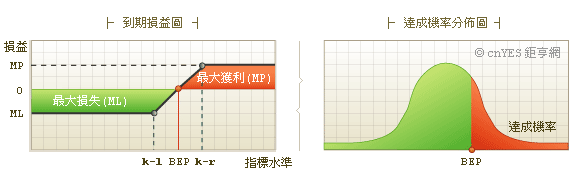 到期損益圖
損益
MP
0
ML
最大獲利(MP)
最大損失(ML)
k-l
BEP
k-r
指標水準
達成機率分佈圖
© cnYES 鉅亨網
達成機率
BEP